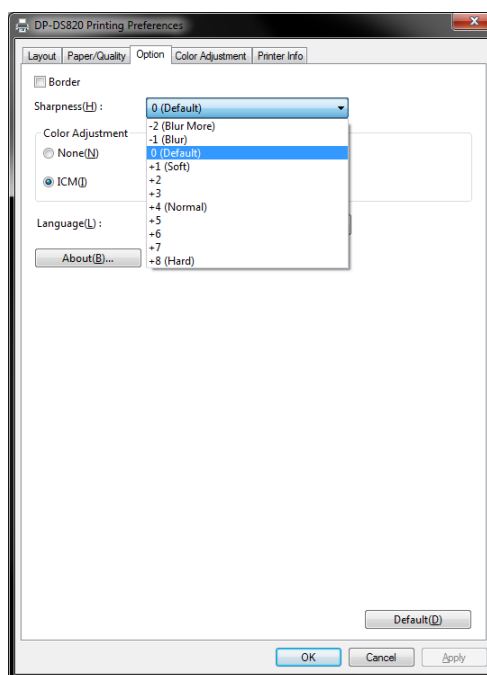 DP-DS820 Printing Preferences
Layout Paper/Quality Option Color Adjustment Printer Info
Border
Sharpness(H) : 0 (Default)
-2 (Blur More)
-1 (Blur)
0 (Default)
+1 (Soft)
+2
+3
+4 (Normal)
+5
+6
+7
+8 (Hard)
Color Adjustment
None(N)
ICM(I)
Language(L) :
About(B)...
Default(D)
OK Cancel Apply